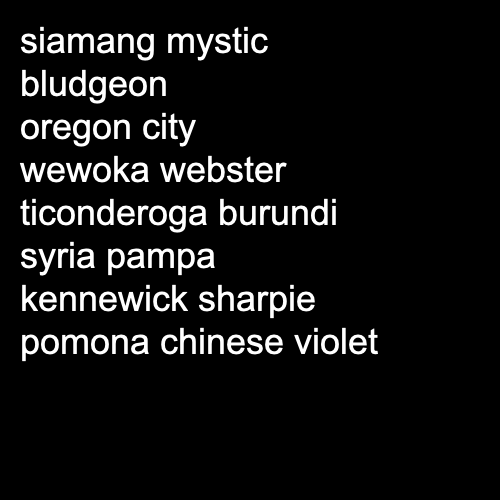 siamang mystic
bludgeon
oregon city
wewoka webster
ticonderoga burundi
syria pampa
kennewick sharpie
pomona chinese violet